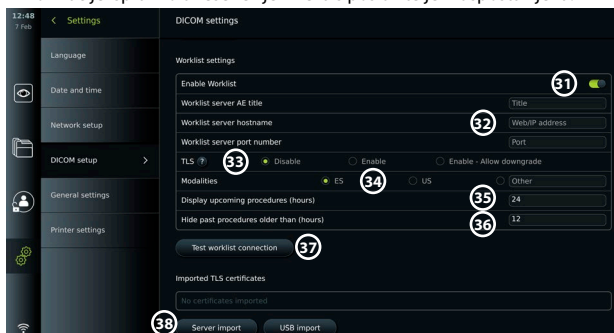 12:48
7 Feb
< Settings
DICOM settings
Language
Date and time
Network setup
DICOM setup >
General settings
Printer settings
Worklist settings
Enable Worklist 31
Worklist server AE title Title
Worklist server hostname 32 Web/IP address
Worklist server port number Port
TLS ? 33 Disable Enable Enable - Allow downgrade
Modalities ES 34 US Other
Display upcoming procedures (hours) 35 24
Hide past procedures older than (hours) 36 12
Test worklist connection 37
Imported TLS certificates
No certificates imported
38 Server import USB import